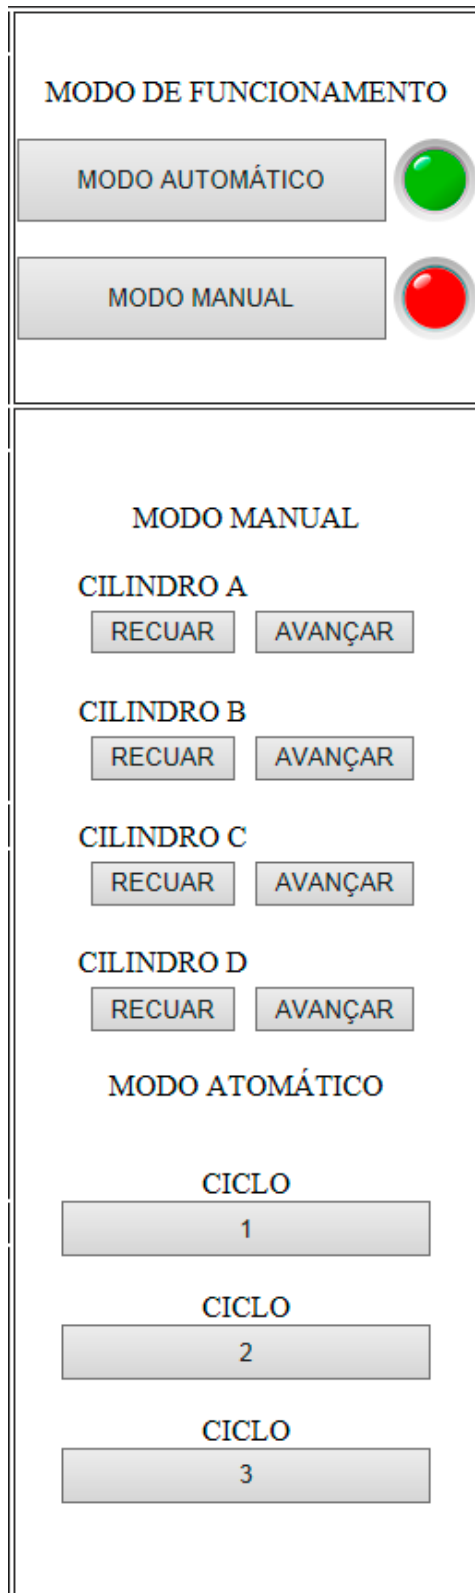 MODO DE FUNCIONAMENTO
MODO AUTOMÁTICO
MODO MANUAL
MODO MANUAL
CILINDRO A
RECUAR AVANÇAR
CILINDRO B
RECUAR AVANÇAR
CILINDRO C
RECUAR AVANÇAR
CILINDRO D
RECUAR AVANÇAR
MODO ATOMÁTICO
CICLO
1
CICLO
2
CICLO
3